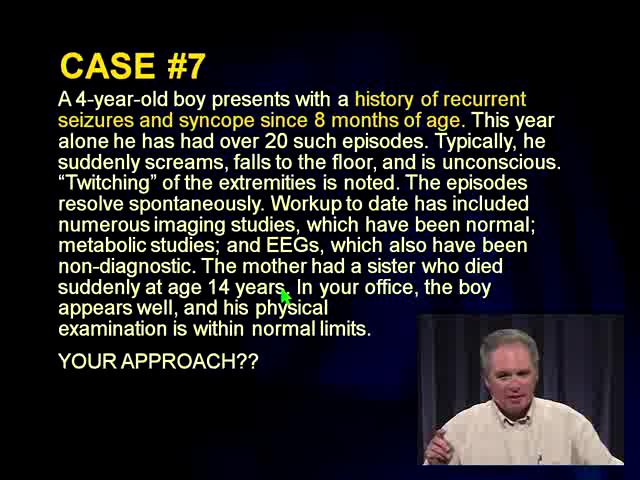 CASE #7
A 4-year-old boy presents with a history of recurrent
seizures and syncope since 8 months of age. This year
alone he has had over 20 such episodes. Typically, he
suddenly screams, falls to the floor, and is unconscious.
“Twitching” of the extremities is noted. The episodes
resolve spontaneously. Workup to date has included
numerous imaging studies, which have been normal;
metabolic studies; and EEGs, which also have been
non-diagnostic. The mother had a sister who died
suddenly at age 14 years. In your office, the boy
appears well, and his physical
examination is within normal limits.
YOUR APPROACH??